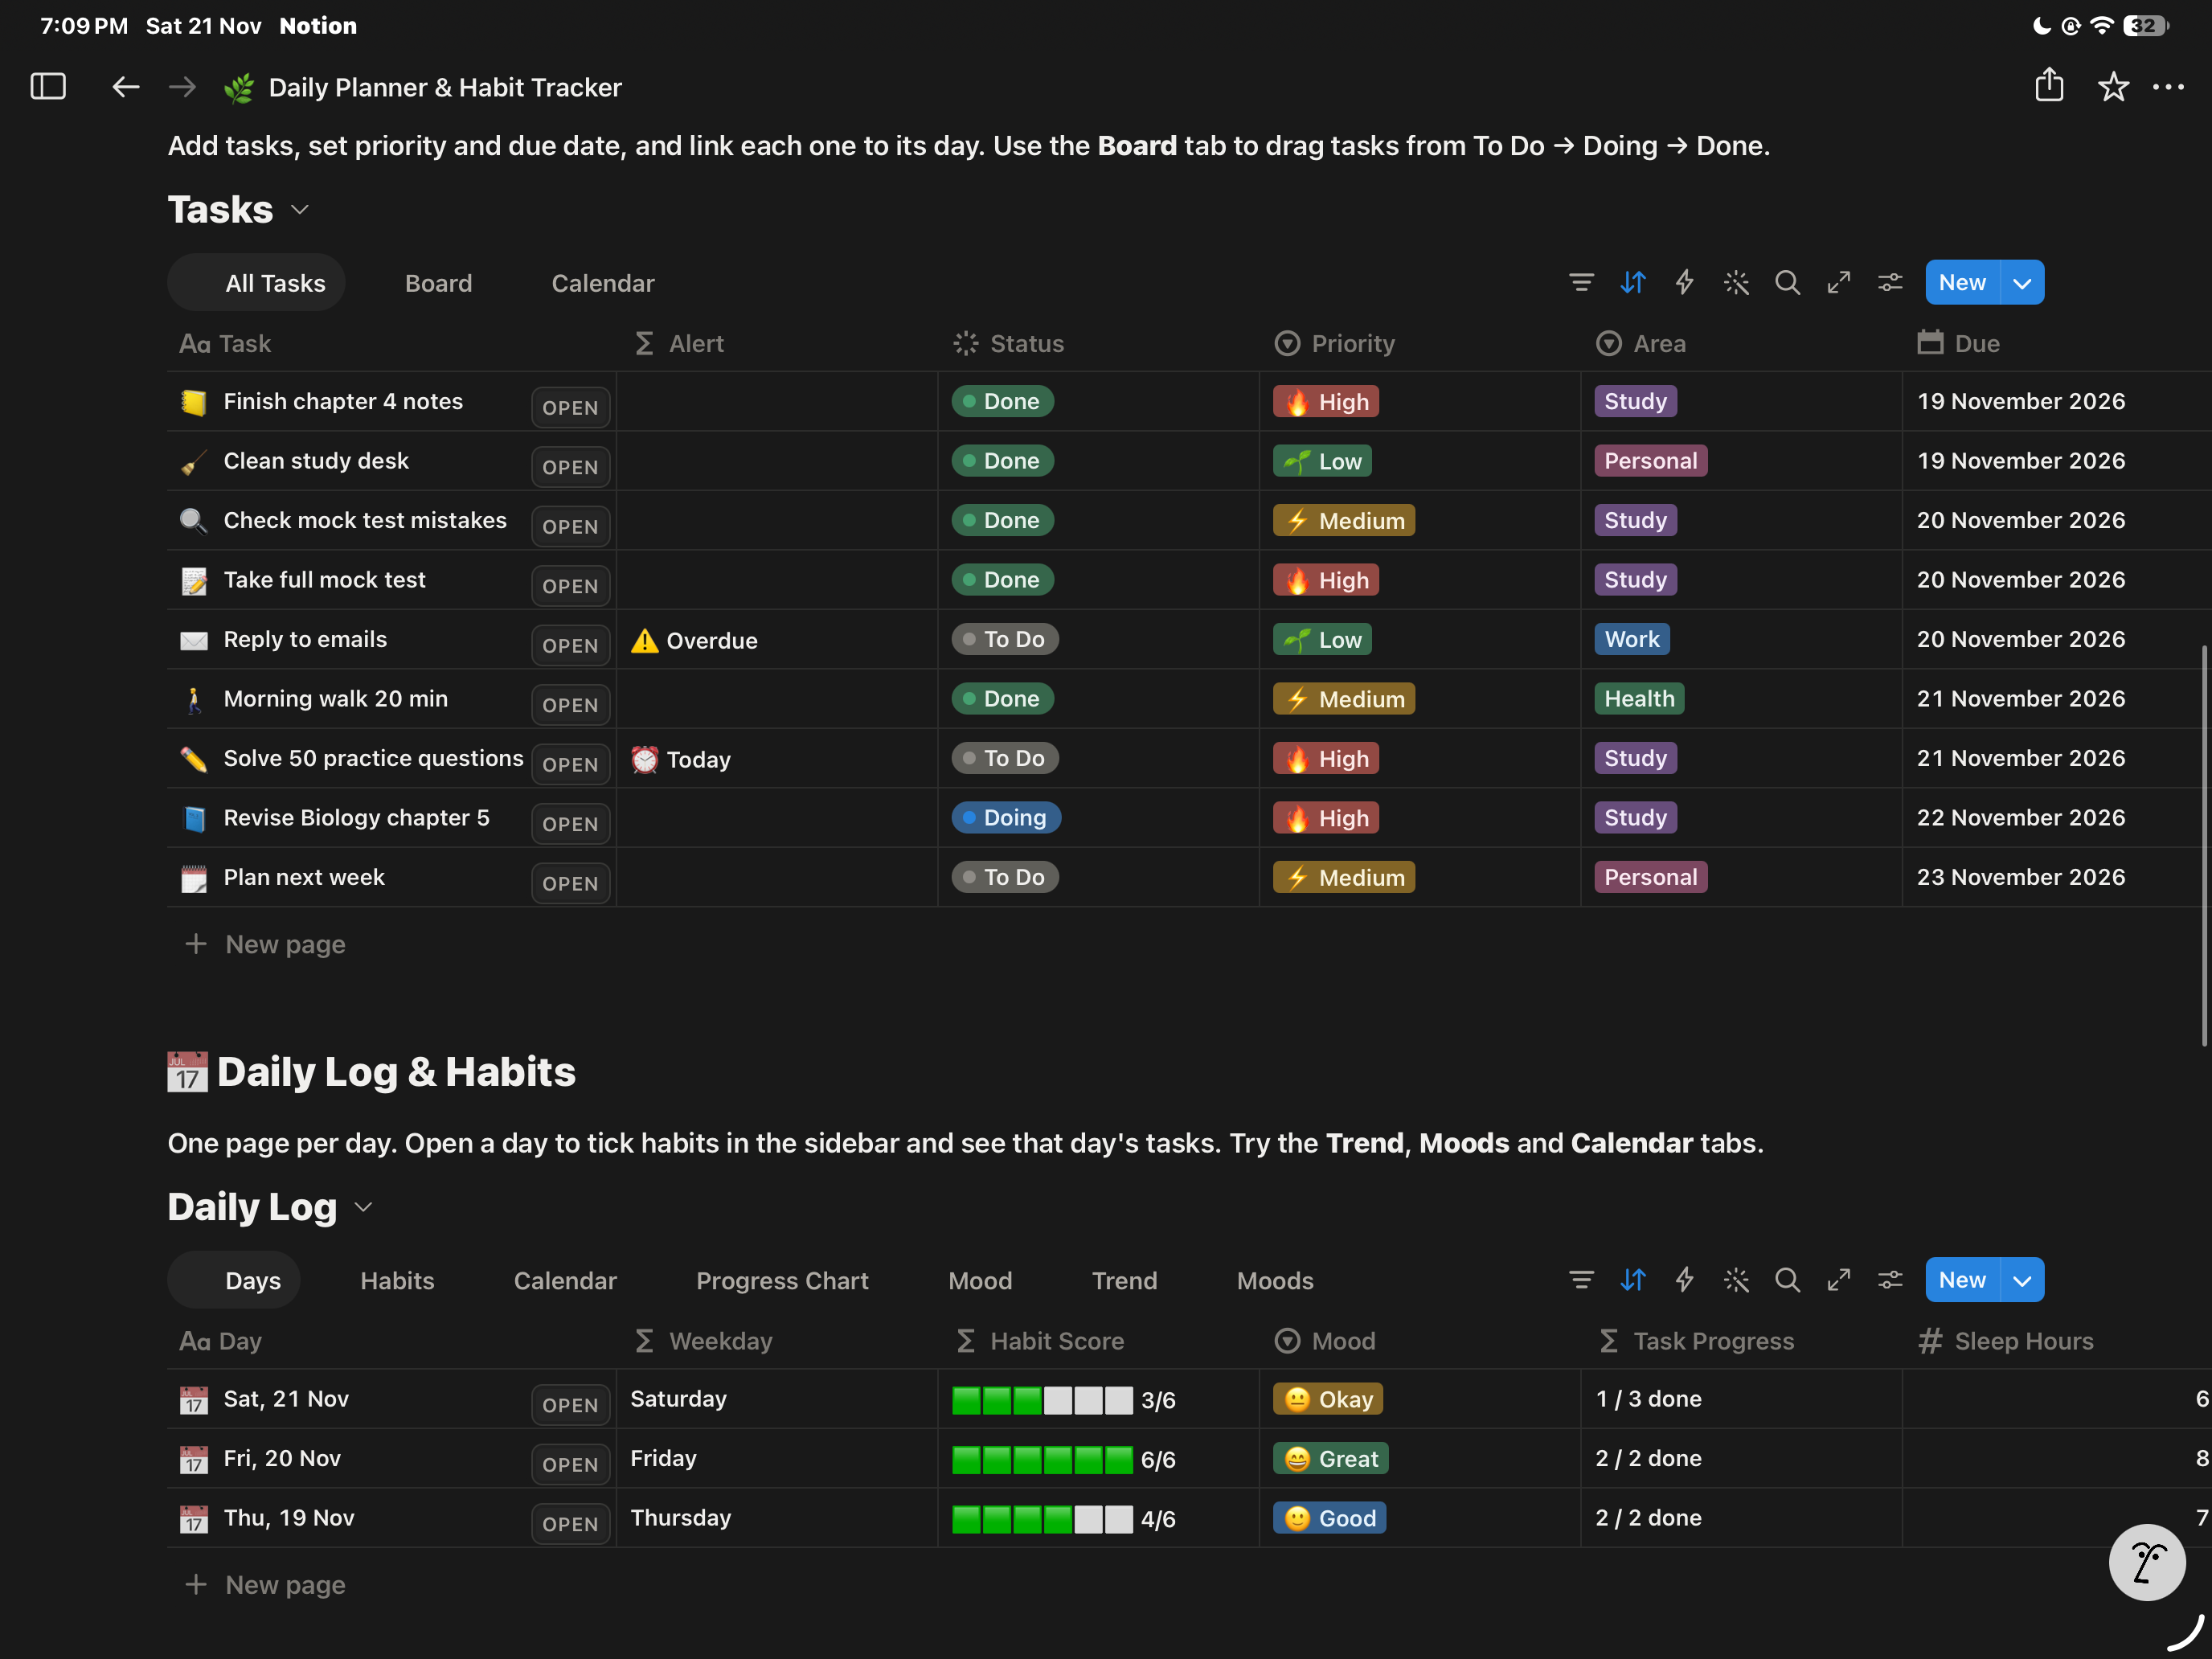 7:09 PM Sat 21 Nov Notion 32
Daily Planner & Habit Tracker
Add tasks, set priority and due date, and link each one to its day. Use the Board tab to drag tasks from To Do → Doing → Done.
Tasks
All Tasks Board Calendar New
Aa Task Σ Alert Status Priority Area Due
Finish chapter 4 notes OPEN Done High Study 19 November 2026
Clean study desk OPEN Done Low Personal 19 November 2026
Check mock test mistakes OPEN Done Medium Study 20 November 2026
Take full mock test OPEN Done High Study 20 November 2026
Reply to emails OPEN Overdue To Do Low Work 20 November 2026
Morning walk 20 min OPEN Done Medium Health 21 November 2026
Solve 50 practice questions OPEN Today To Do High Study 21 November 2026
Revise Biology chapter 5 OPEN Doing High Study 22 November 2026
Plan next week OPEN To Do Medium Personal 23 November 2026
+ New page
JUL 17 Daily Log & Habits
One page per day. Open a day to tick habits in the sidebar and see that day's tasks. Try the Trend, Moods and Calendar tabs.
Daily Log
Days Habits Calendar Progress Chart Mood Trend Moods New
Aa Day Σ Weekday Σ Habit Score Mood Σ Task Progress # Sleep Hours
JUL 17 Sat, 21 Nov OPEN Saturday 3/6 Okay 1 / 3 done 6
JUL 17 Fri, 20 Nov OPEN Friday 6/6 Great 2 / 2 done 8
JUL 17 Thu, 19 Nov OPEN Thursday 4/6 Good 2 / 2 done 7
+ New page